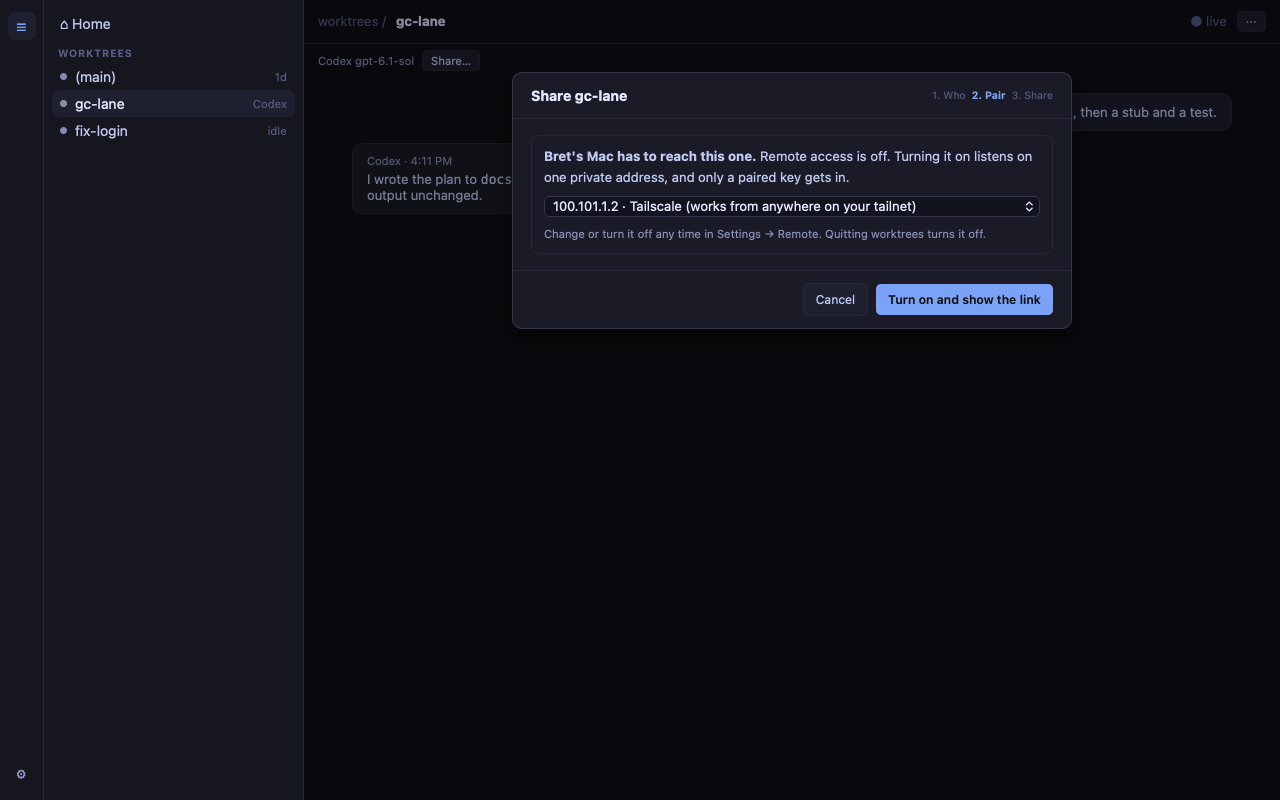 Home
WORKTREES
(main) 1d
gc-lane Codex
fix-login idle
worktrees / gc-lane
live
Codex gpt-6.1-sol Share…
, then a stub and a test.
Codex · 4:11 PM
I wrote the plan to docs
output unchanged.
Share gc-lane
1. Who 2. Pair 3. Share
Bret's Mac has to reach this one. Remote access is off. Turning it on listens on
one private address, and only a paired key gets in.
100.101.1.2 · Tailscale (works from anywhere on your tailnet)
Change or turn it off any time in Settings → Remote. Quitting worktrees turns it off.
Cancel
Turn on and show the link